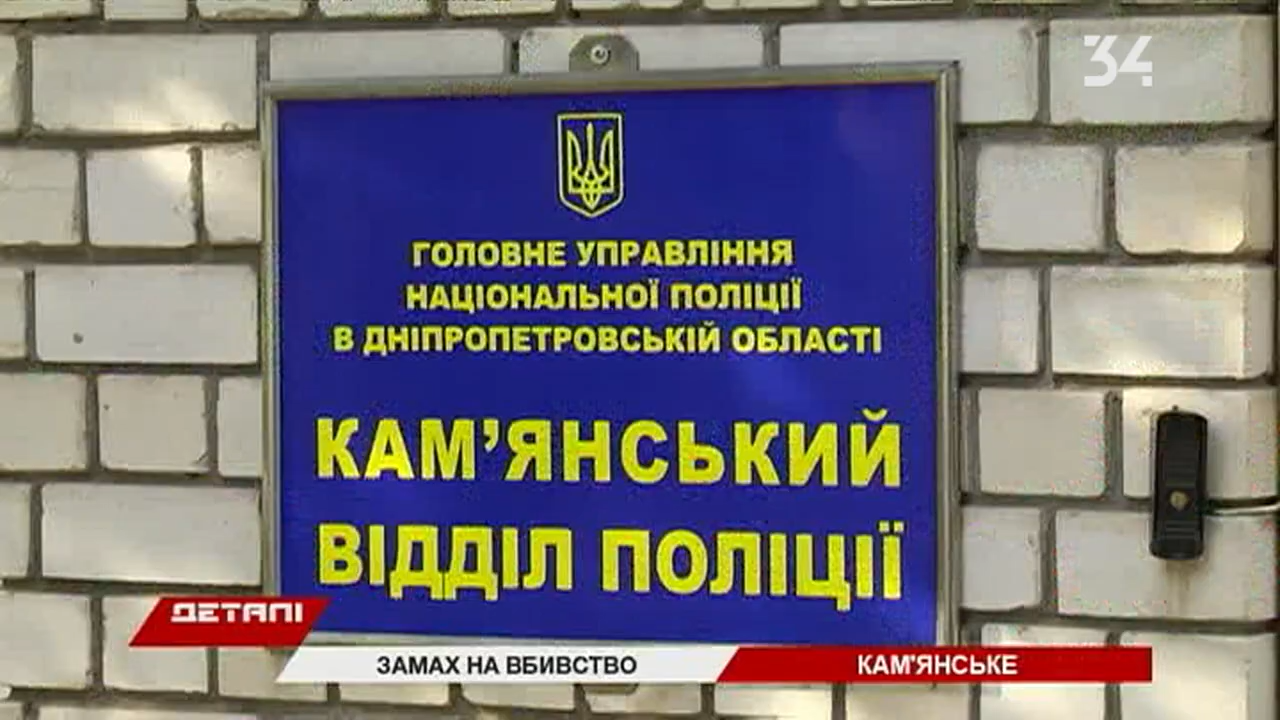 34
ГОЛОВНЕ УПРАВЛІННЯ
НАЦІОНАЛЬНОЇ ПОЛІЦІЇ
В ДНІПРОПЕТРОВСЬКІЙ ОБЛАСТІ
КАМ’ЯНСЬКИЙ
ВІДДІЛ ПОЛІЦІЇ
ДЕТАЛІ
ЗАМАХ НА ВБИВСТВО
КАМ'ЯНСЬКЕ